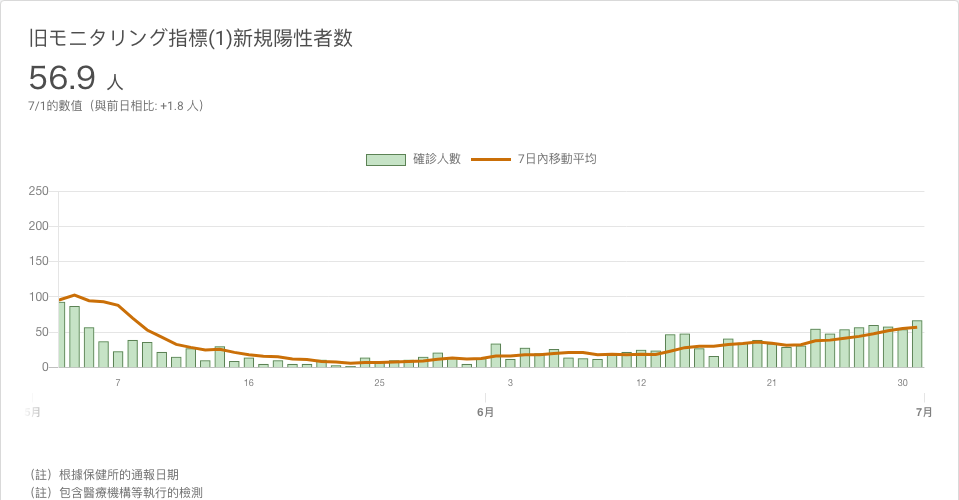 旧モニタリング指標(1)新規陽性者数
56.9 人
7/1的數值（與前日相比: +1.8 人）
確診人數 7日內移動平均
250
200
150
100
50
0
7 16 25 3 12 21 30
5月 6月 7月
（註）根據保健所的通報日期
（註）包含醫療機構等執行的檢測